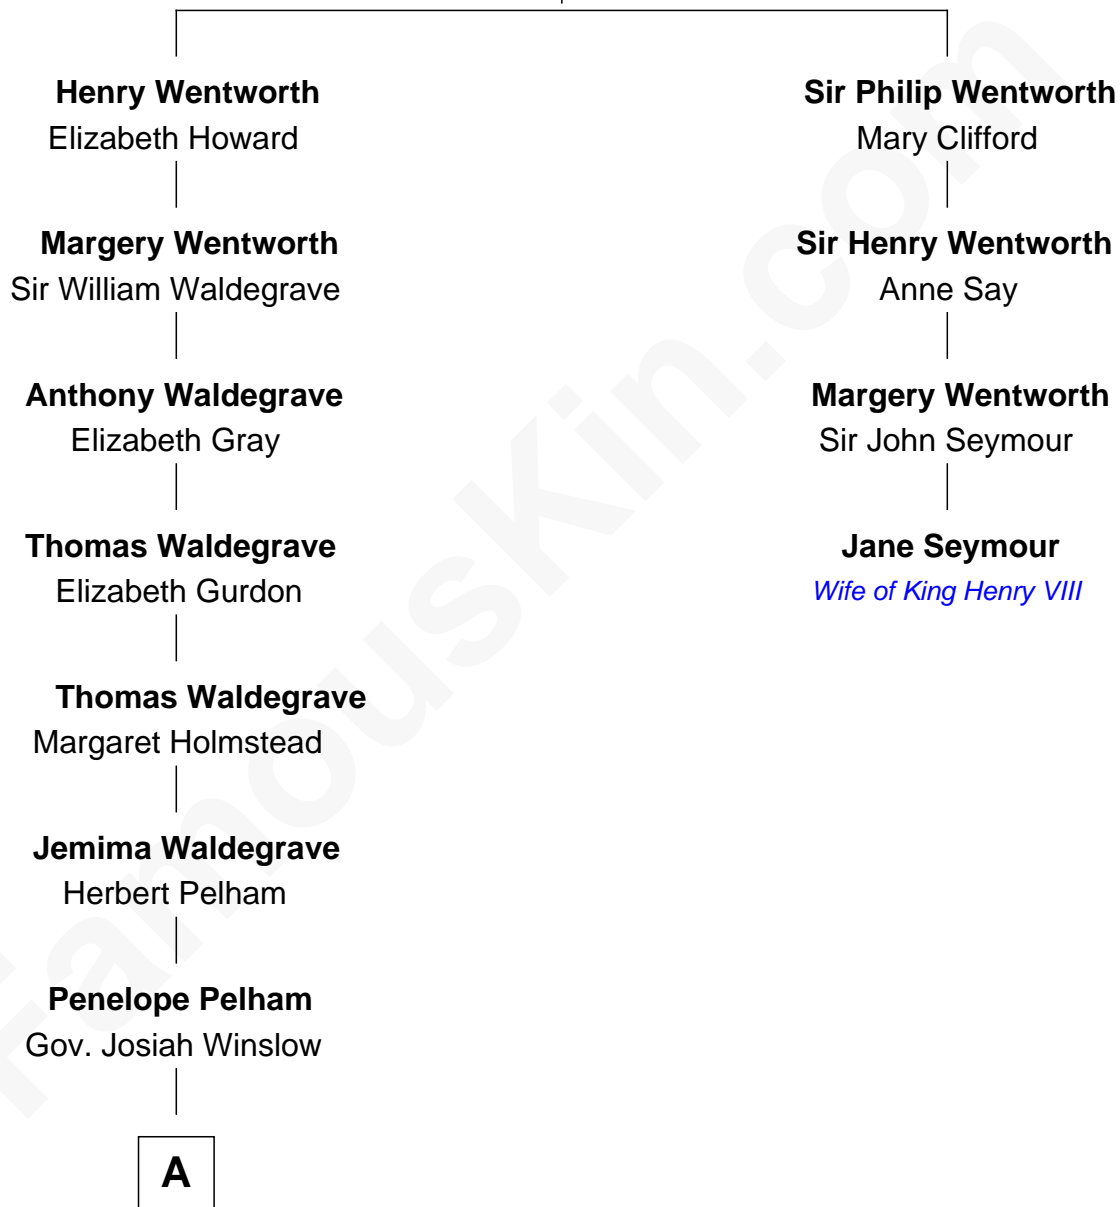 Henry Wentworth
Elizabeth Howard
Margery Wentworth
Sir William Waldegrave
Anthony Waldegrave
Elizabeth Gray
Thomas Waldegrave
Elizabeth Gurdon
Thomas Waldegrave
Margaret Holmstead
Jemima Waldegrave
Herbert Pelham
Penelope Pelham
Gov. Josiah Winslow
A
Sir Philip Wentworth
Mary Clifford
Sir Henry Wentworth
Anne Say
Margery Wentworth
Sir John Seymour
Jane Seymour
Wife of King Henry VIII
FamousKin.com